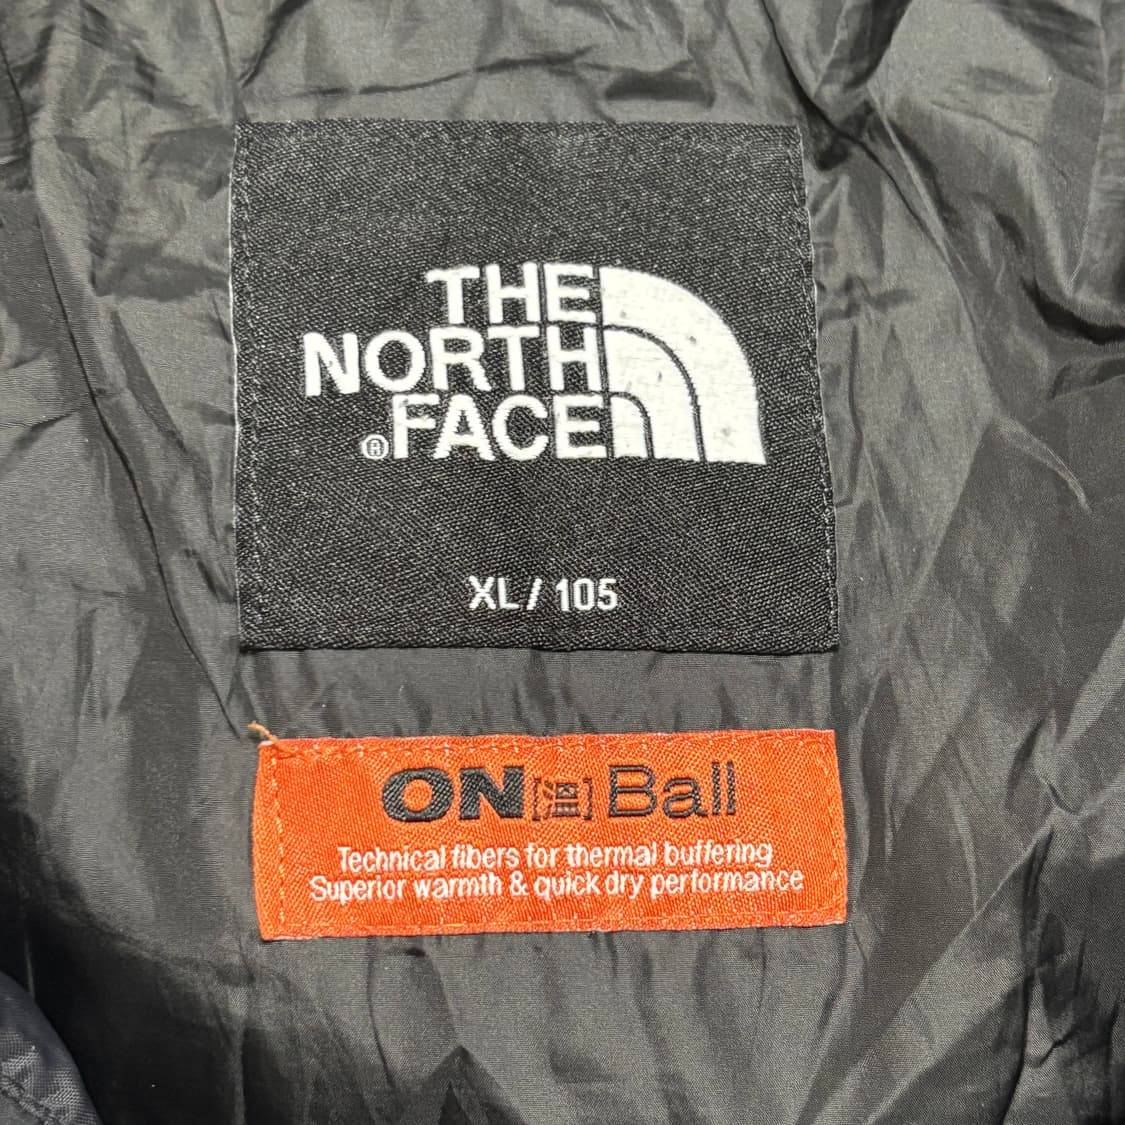 THE
NORTH
FACE
®
XL / 105
ON Ball
Technical fibers for thermal buffering
Superior warmth & quick dry performance